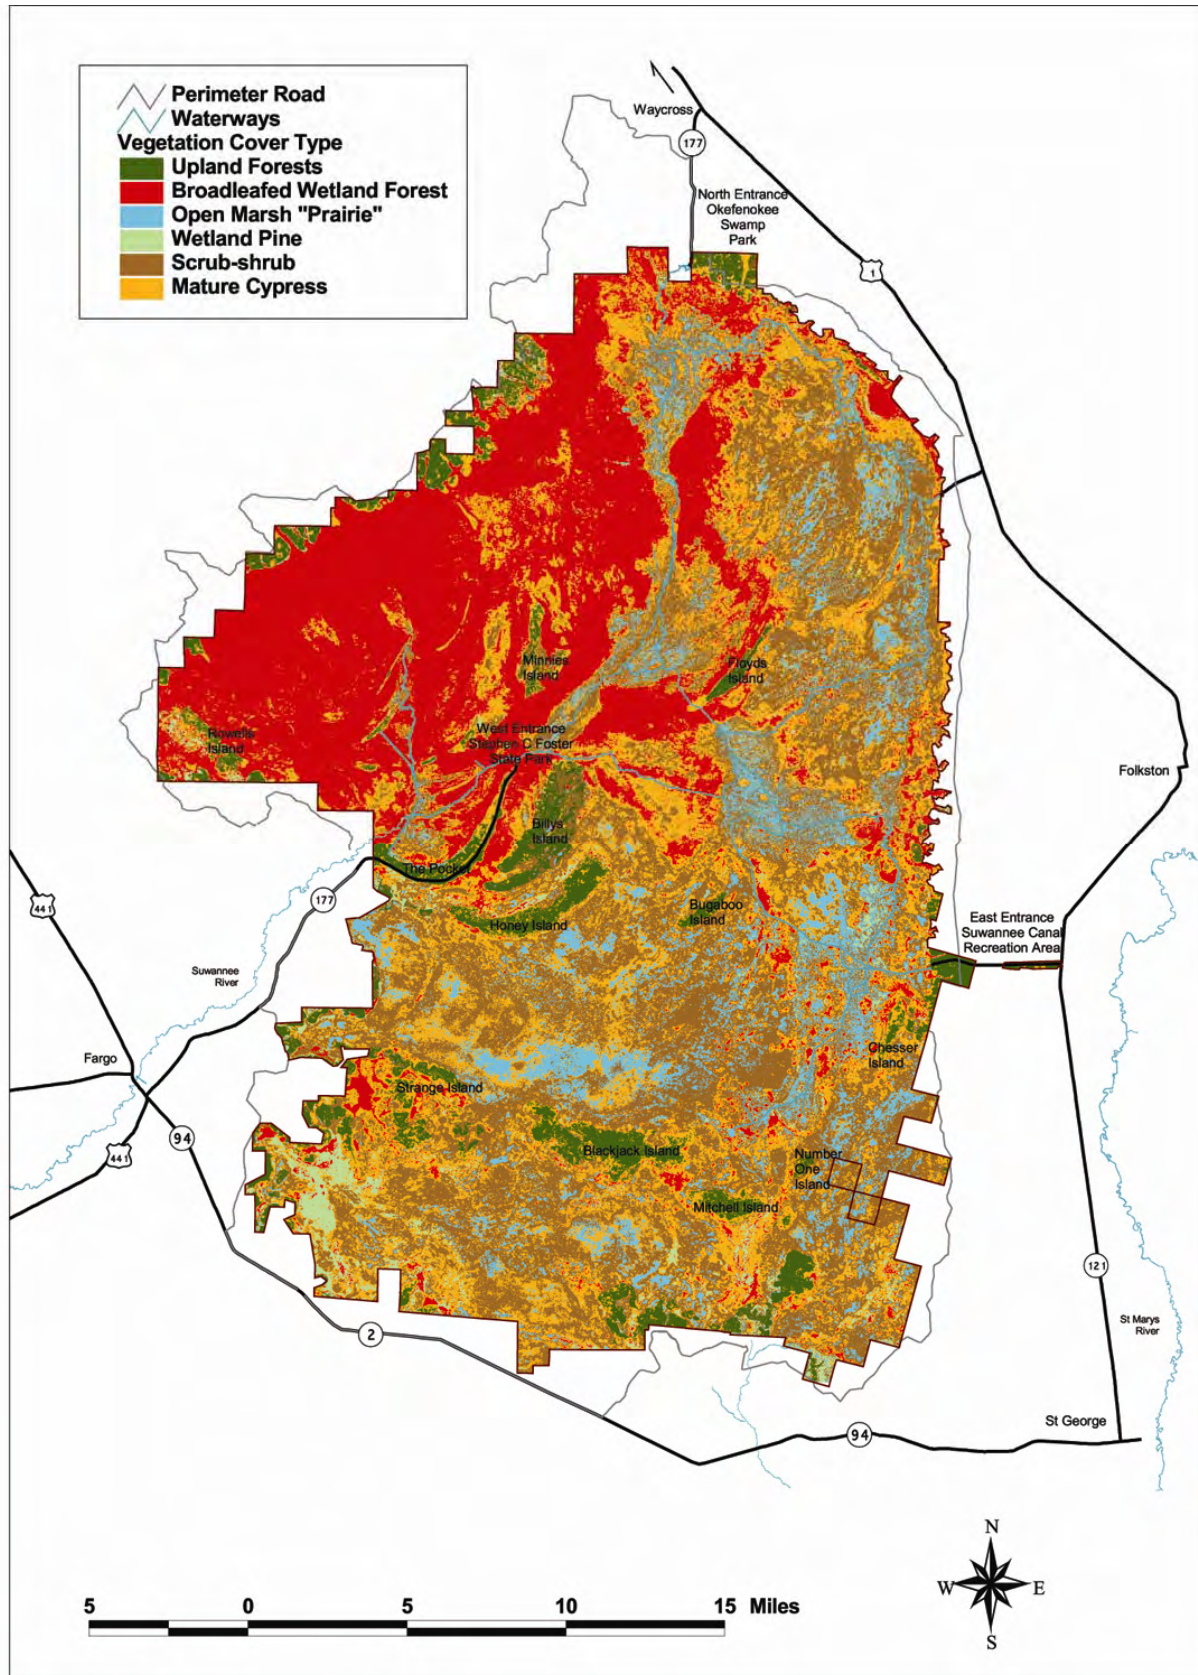 Perimeter Road
Waterways
Vegetation Cover Type
Upland Forests
Broadleafed Wetland Forest
Open Marsh "Prairie"
Wetland Pine
Scrub-shrub
Mature Cypress
Waycross
177
North Entrance
Okefenokee
Swamp
Park
1
Minnies
Island
Floyds
Island
Rowells
Island
West Entrance
Stephen C Foster
State Park
Folkston
Billys
Island
The Pocket
441
177
Honey Island
Bugaboo
Island
East Entrance
Suwannee Canal
Recreation Area
Suwannee
River
Chesser
Island
Fargo
Strange Island
94
441
Blackjack Island
Number
One
Island
Mitchell Island
121
2
St Marys
River
St George
94
N
W
E
S
5 0 5 10 15 Miles